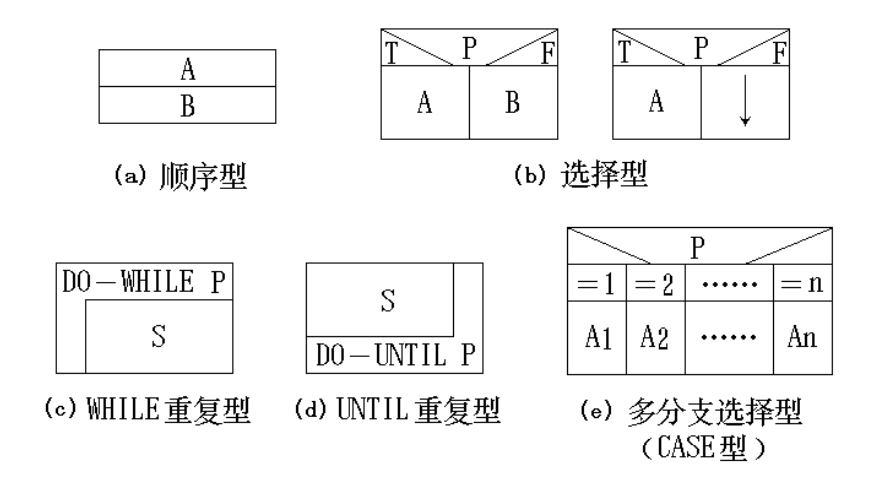 A
B
(a) 顺序型
T P F
A B
T P F
A
(b) 选择型
DO-WHILE P
S
(c) WHILE重复型
S
DO-UNTIL P
(d) UNTIL重复型
P
=1 =2 …… =n
A1 A2 …… An
(e) 多分支选择型
(CASE型)